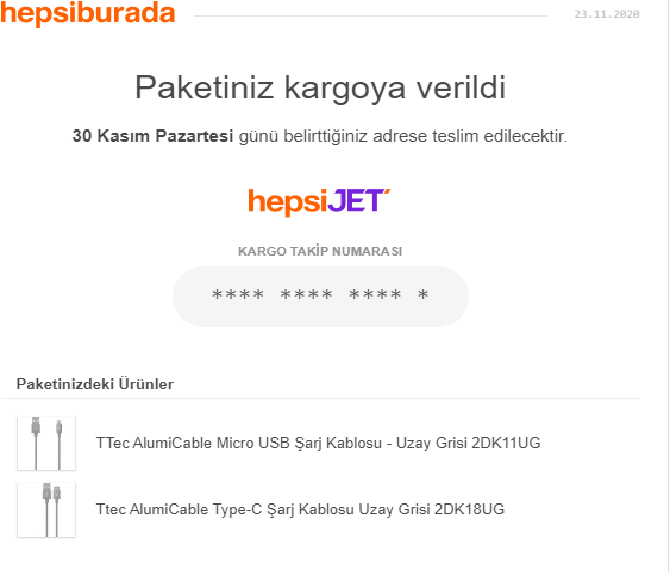 hepsiburada
23.11.2020
Paketiniz kargoya verildi
30 Kasım Pazartesi günü belirttiğiniz adrese teslim edilecektir.
hepsiJET
KARGO TAKİP NUMARASI
**** **** **** *
Paketinizdeki Ürünler
TTec AlumiCable Micro USB Şarj Kablosu - Uzay Grisi 2DK11UG
Ttec AlumiCable Type-C Şarj Kablosu Uzay Grisi 2DK18UG